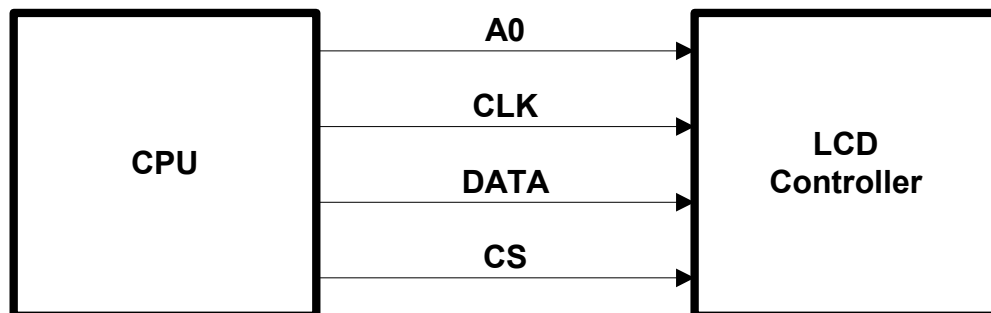 A0
CLK
CPU
DATA
CS
LCD
Controller